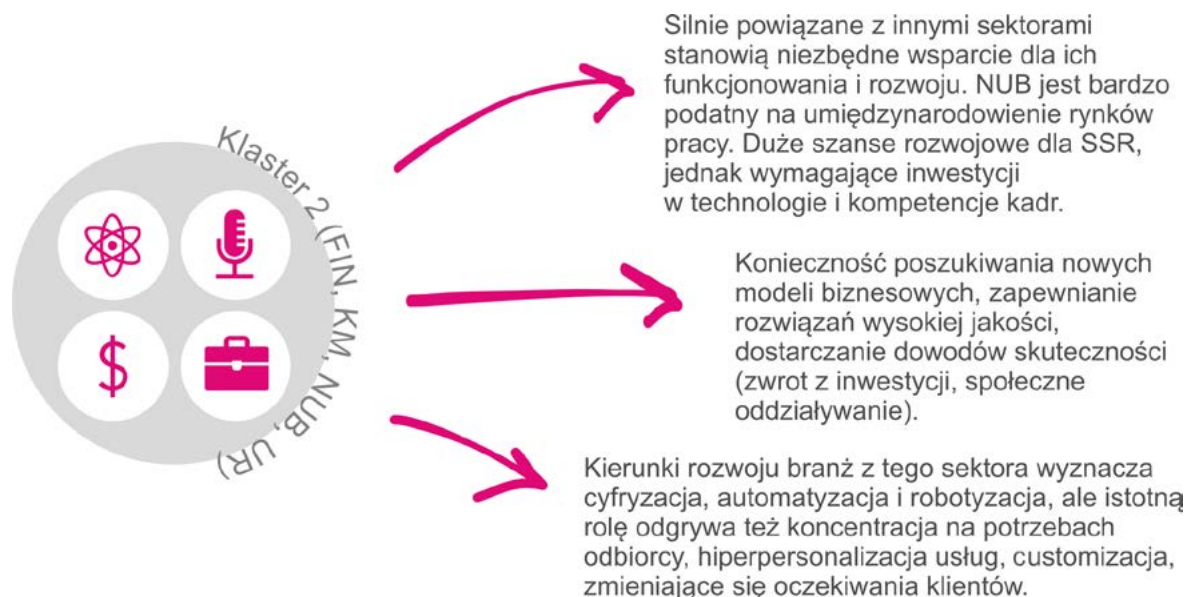 Klaster 2 (FIN, KM, NUB, UR)
Silnie powiązane z innymi sektorami
stanowią niezbędne wsparcie dla ich
funkcjonowania i rozwoju. NUB jest bardzo
podatny na umiędzynarodowienie rynków
pracy. Duże szanse rozwojowe dla SSR,
jednak wymagające inwestycji
w technologie i kompetencje kadr.
Konieczność poszukiwania nowych
modeli biznesowych, zapewnianie
rozwiązań wysokiej jakości,
dostarczanie dowodów skuteczności
(zwrot z inwestycji, społeczne
oddziaływanie).
Kierunki rozwoju branż z tego sektora wyznacza
cyfryzacja, automatyzacja i robotyzacja, ale istotną
rolę odgrywa też koncentracja na potrzebach
odbiorcy, hiperpersonalizacja usług, customizacja,
zmieniające się oczekiwania klientów.